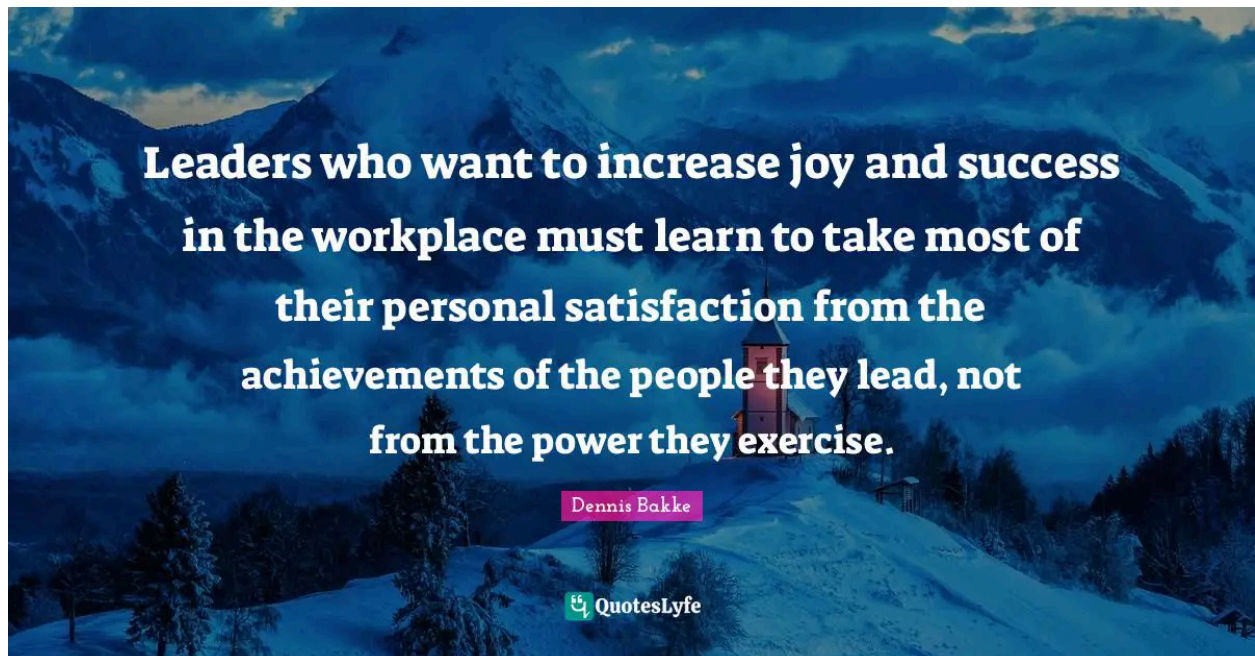 Leaders who want to increase joy and success
in the workplace must learn to take most of
their personal satisfaction from the
achievements of the people they lead, not
from the power they exercise.
Dennis Bakke
QuotesLyfe